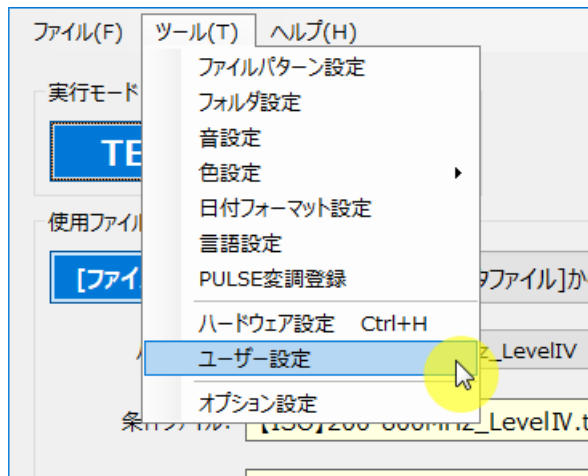 ファイル(F) ツール(T) ヘルプ(H)
ファイルパターン設定
実行モード
フォルダ設定
音設定
TE
色設定
日付フォーマット設定
使用ファイル
言語設定
[ファイ
PULSE変調登録
タファイル]か
ハードウェア設定 Ctrl+H
ユーザー設定
z_LevelIV
オプション設定
条件ファイル:
【ISO】200-800MHz_LevelⅣ.t